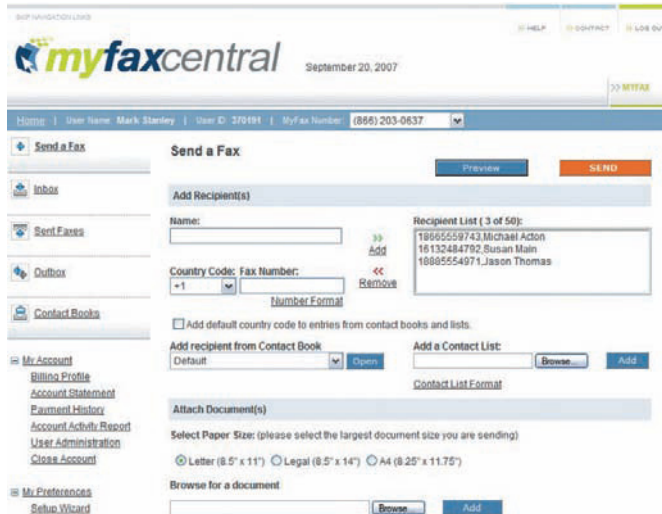 SKIP NAVIGATION LINKS
HELP
CONTACT
LOG OU
myfaxcentral
September 20, 2007
MYFAX
Home | User Name: Mark Stanley | User ID: 370191 | MyFax Number: (866) 203-0637
Send a Fax
Inbox
Sent Faxes
Outbox
Contact Books
My Account
Billing Profile
Account Statement
Payment History
Account Activity Report
User Administration
Close Account
My Preferences
Setup Wizard
Send a Fax
Preview
SEND
Add Recipient(s)
Name:
Add
Recipient List ( 3 of 50):
18665559743,Michael Acton
16132484792,Susan Main
18885554971,Jason Thomas
Country Code: Fax Number:
+1
Remove
Number Format
Add default country code to entries from contact books and lists.
Add recipient from Contact Book
Default
Open
Add a Contact List:
Browse...
Add
Contact List Format
Attach Document(s)
Select Paper Size: (please select the largest document size you are sending)
Letter (8.5" x 11") Legal (8.5" x 14") A4 (8.25" x 11.75")
Browse for a document
Browse...
Add